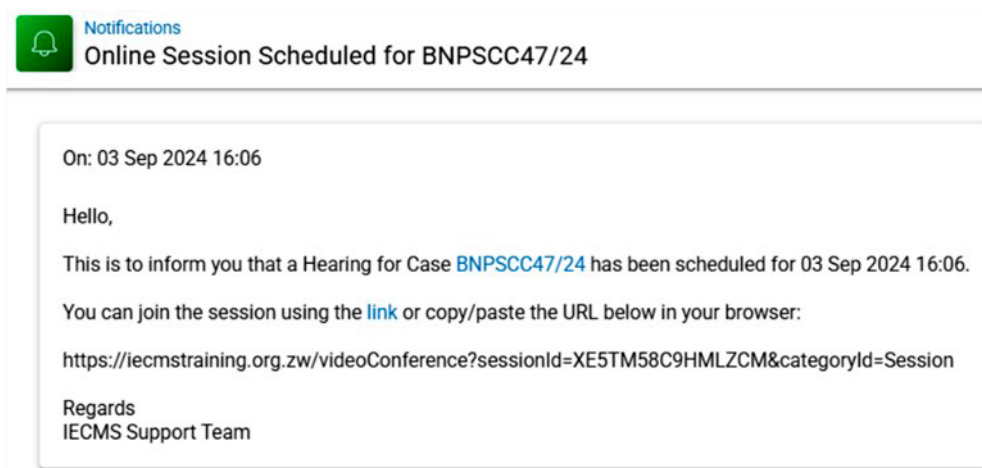 Notifications
Online Session Scheduled for BNPSCC47/24
On: 03 Sep 2024 16:06
Hello,
This is to inform you that a Hearing for Case BNPSCC47/24 has been scheduled for 03 Sep 2024 16:06.
You can join the session using the link or copy/paste the URL below in your browser:
https://iecmstraining.org.zw/videoConference?sessionId=XE5TM58C9HMLZCM&categoryId=Session
Regards
IECMS Support Team